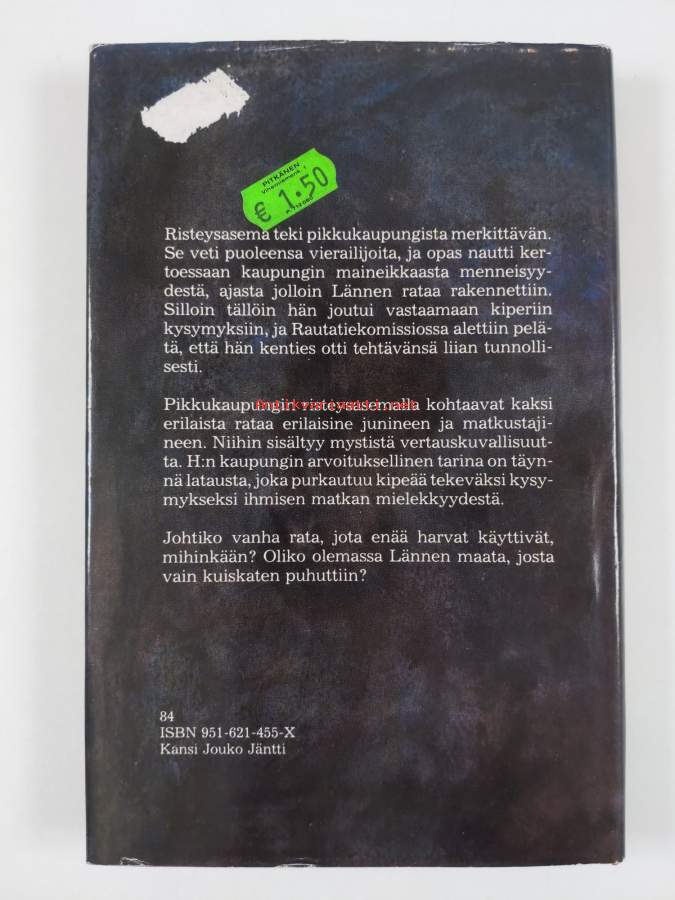 PITKÄNEN
€ 1.50
Risteysasema teki pikkukaupungista merkittävän.
Se veti puoleensa vierailijoita, ja opas nautti ker-
toessaan kaupungin maineikkaasta menneisyy-
destä, ajasta jolloin Lännen rataa rakennettiin.
Silloin tällöin hän joutui vastaamaan kiperiin
kysymyksiin, ja Rautatiekomissiossa alettiin pelä-
tä, että hän kenties otti tehtävänsä liian tunnolli-
sesti.
Pikkukaupungin risteysasemalla kohtaavat kaksi
Antikvariaatti.net
erilaista rataa erilaisine junineen ja matkustaji-
neen. Niihin sisältyy mystistä vertauskuvallisuut-
ta. H:n kaupungin arvoituksellinen tarina on täyn-
nä latausta, joka purkautuu kipeää tekeväksi kysy-
mykseksi ihmisen matkan mielekkyydestä.
Johtiko vanha rata, jota enää harvat käyttivät,
mihinkään? Oliko olemassa Lännen maata, josta
vain kuiskaten puhuttiin?
84
ISBN 951-621-455-X
Kansi Jouko Jäntti